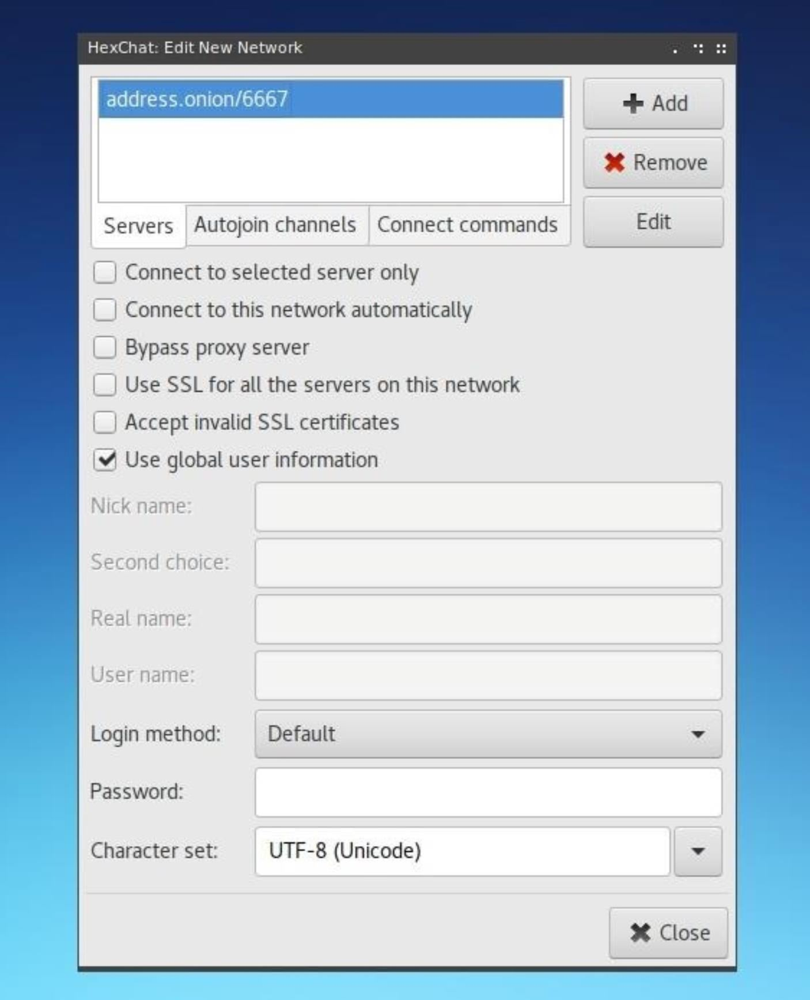 HexChat: Edit New Network
address.onion/6667
Add
Remove
Edit
Servers
Autojoin channels
Connect commands
Connect to selected server only
Connect to this network automatically
Bypass proxy server
Use SSL for all the servers on this network
Accept invalid SSL certificates
Use global user information
Nick name:
Second choice:
Real name:
User name:
Login method:
Default
Password:
Character set:
UTF-8 (Unicode)
Close